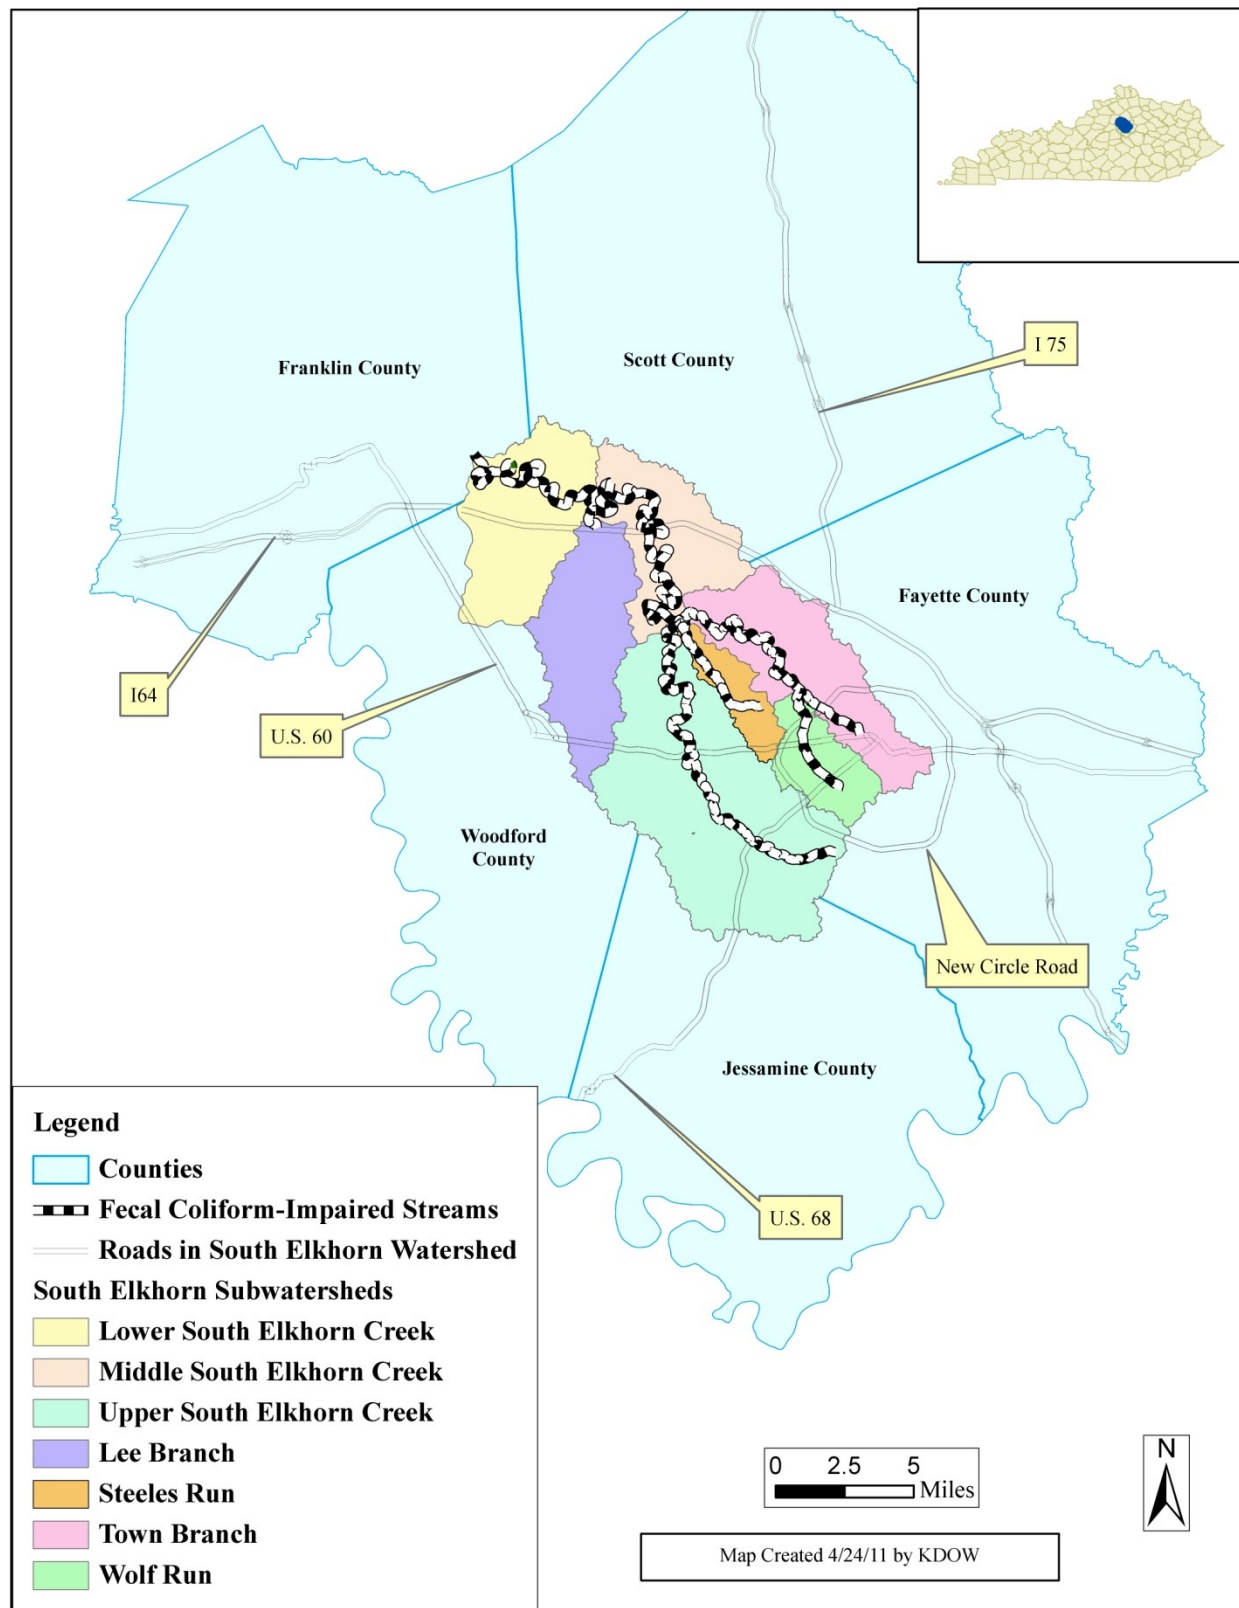 I 75
Scott County
Franklin County
Fayette County
I64
U.S. 60
Woodford
County
New Circle Road
Jessamine County
U.S. 68
Legend
Counties
Fecal Coliform-Impaired Streams
Roads in South Elkhorn Watershed
South Elkhorn Subwatersheds
Lower South Elkhorn Creek
Middle South Elkhorn Creek
Upper South Elkhorn Creek
Lee Branch
Steeles Run
Town Branch
Wolf Run
0 2.5 5
Miles
N
Map Created 4/24/11 by KDOW